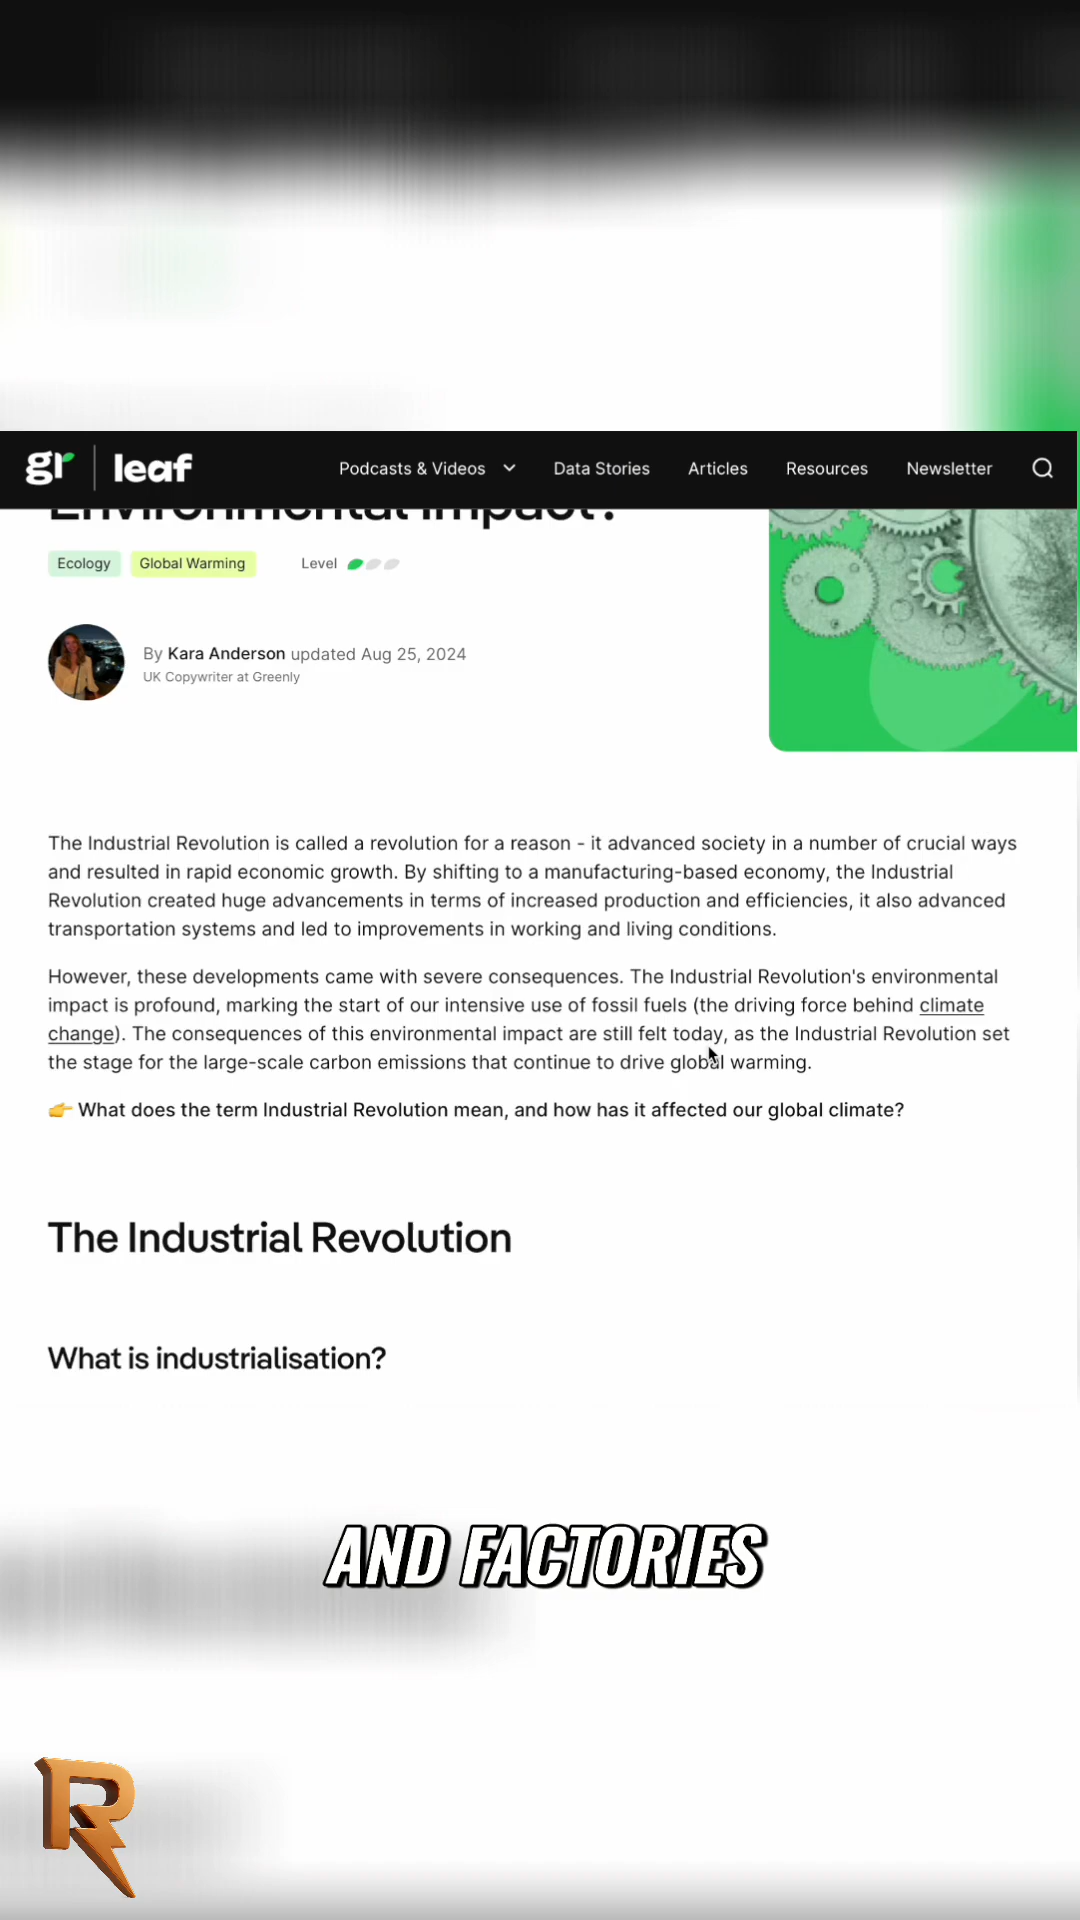 gr leaf Podcasts & Videos Data Stories Articles Resources Newsletter
Environmental Impact?
Ecology Global Warming Level
By Kara Anderson updated Aug 25, 2024
UK Copywriter at Greenly
The Industrial Revolution is called a revolution for a reason - it advanced society in a number of crucial ways
and resulted in rapid economic growth. By shifting to a manufacturing-based economy, the Industrial
Revolution created huge advancements in terms of increased production and efficiencies, it also advanced
transportation systems and led to improvements in working and living conditions.
However, these developments came with severe consequences. The Industrial Revolution's environmental
impact is profound, marking the start of our intensive use of fossil fuels (the driving force behind climate
change). The consequences of this environmental impact are still felt today, as the Industrial Revolution set
the stage for the large-scale carbon emissions that continue to drive global warming.
👉 What does the term Industrial Revolution mean, and how has it affected our global climate?
The Industrial Revolution
What is industrialisation?
AND FACTORIES
R